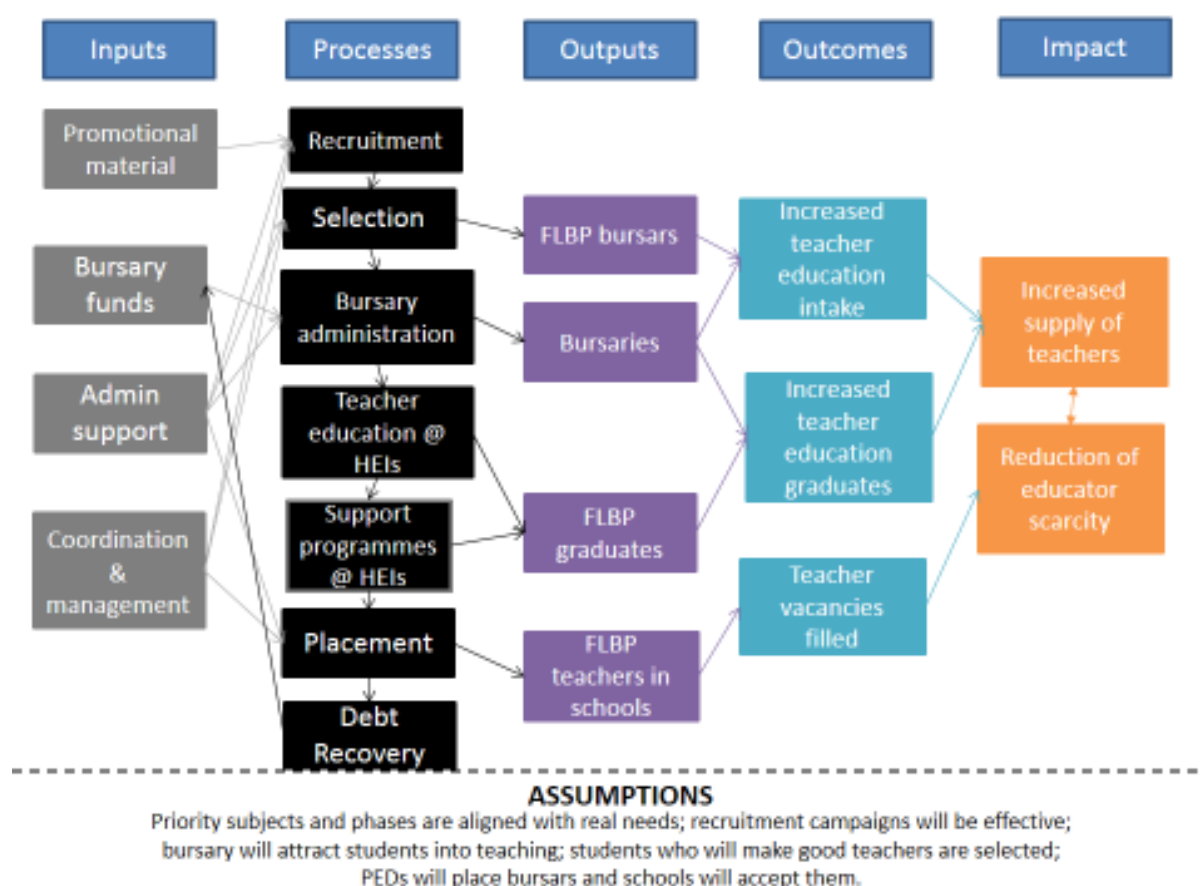 Inputs
Processes
Outputs
Outcomes
Impact
Promotional
material
Bursary
funds
Admin
support
Coordination
&
management
Recruitment
Selection
Bursary
administration
Teacher
education @
HEIs
Support
programmes
@ HEIs
Placement
Debt
Recovery
FLBP bursars
Bursaries
FLBP
graduates
FLBP
teachers in
schools
Increased
teacher
education
intake
Increased
teacher
education
graduates
Teacher
vacancies
filled
Increased
supply of
teachers
Reduction of
educator
scarcity
ASSUMPTIONS
Priority subjects and phases are aligned with real needs; recruitment campaigns will be effective;
bursary will attract students into teaching; students who will make good teachers are selected;
PEDs will place bursars and schools will accept them.